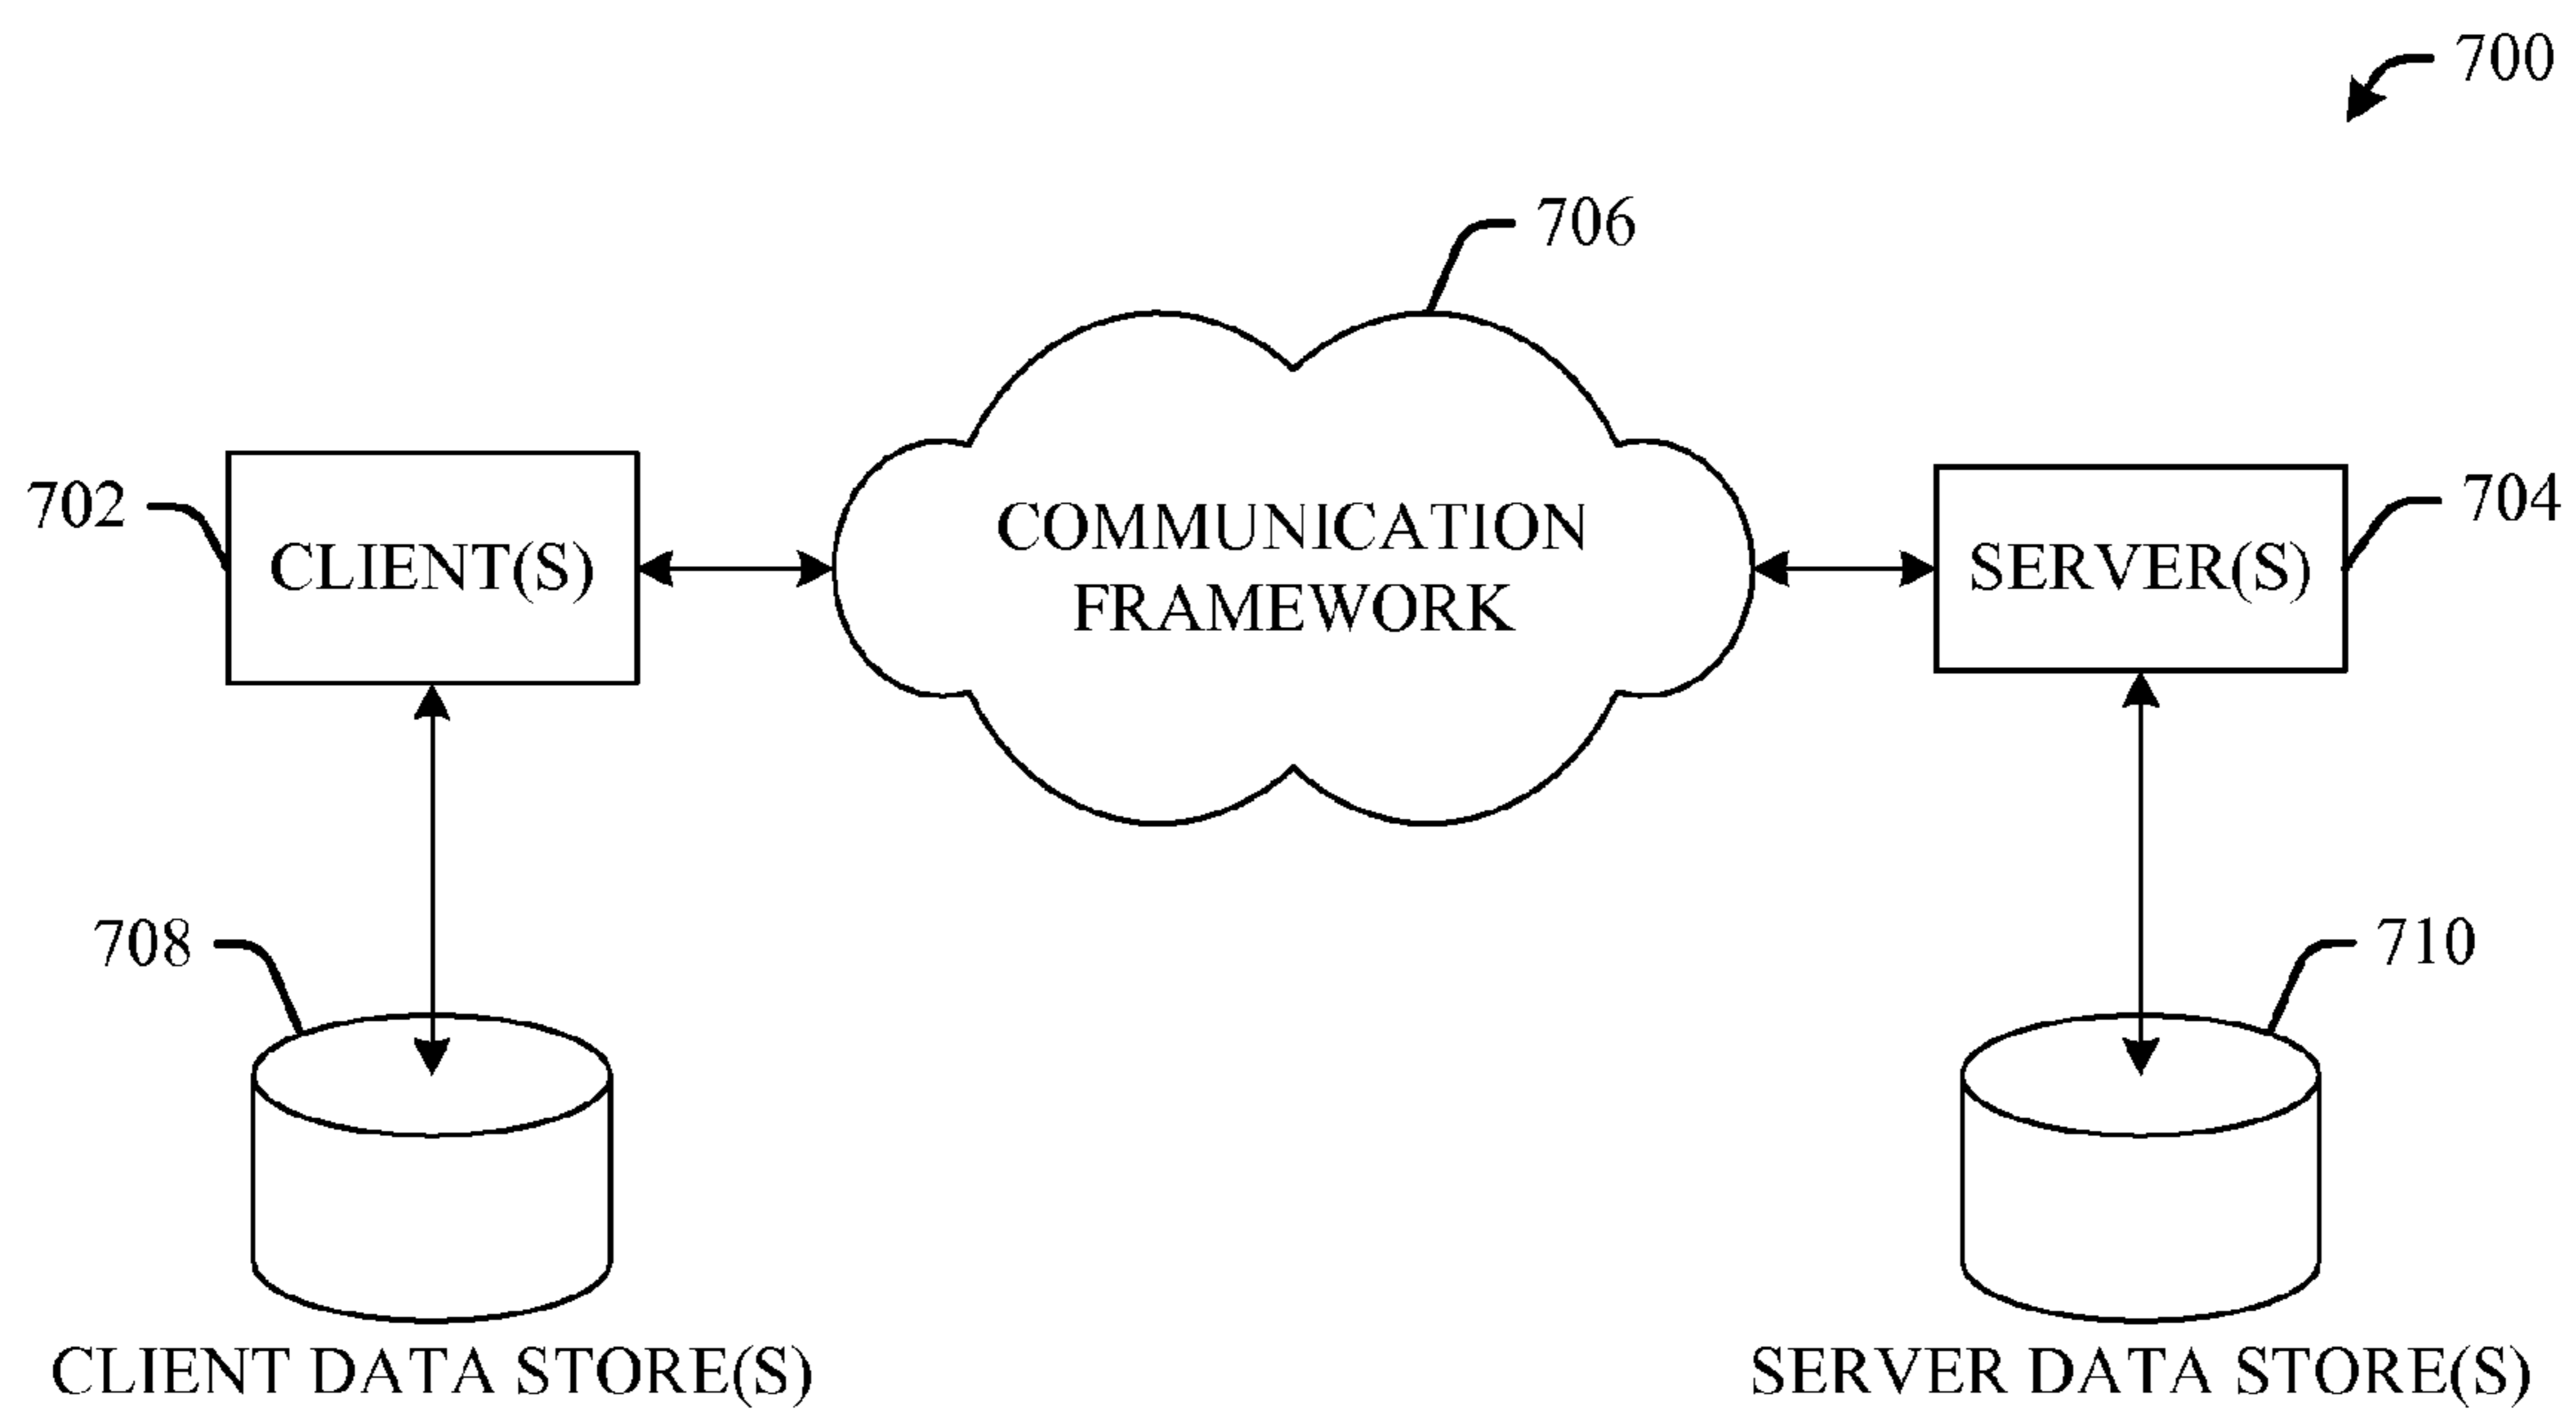 700
706
702
CLIENT(S)
COMMUNICATION
FRAMEWORK
SERVER(S)
704
708
710
CLIENT DATA STORE(S)
SERVER DATA STORE(S)